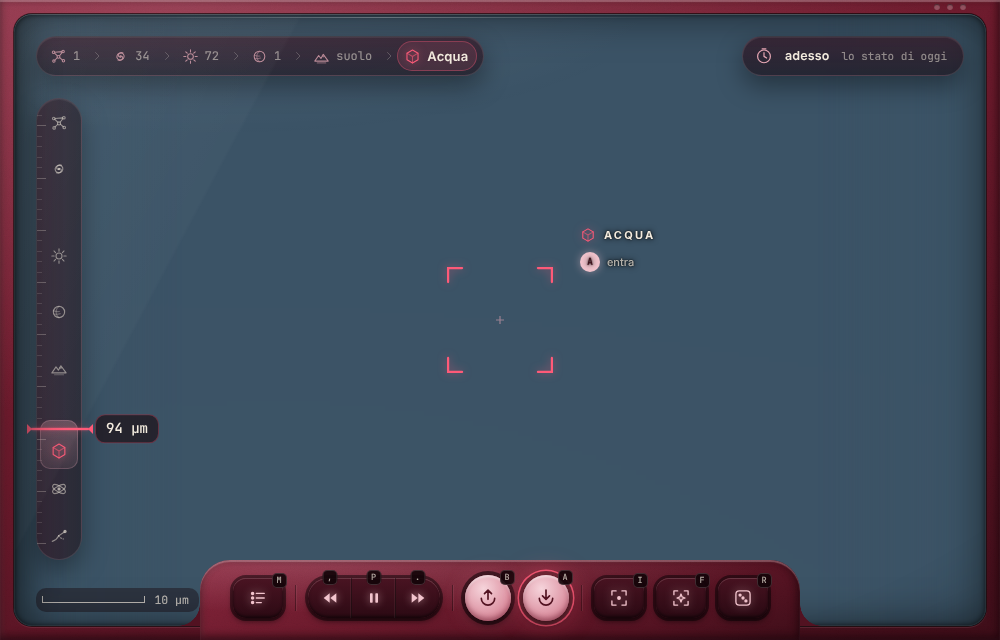 1 34 72 1 suolo Acqua
adesso lo stato di oggi
ACQUA
A entra
94 µm
10 µm
M , P . B A I F R